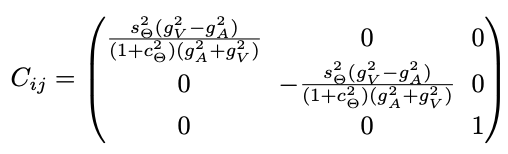 $C_{ij} = \begin{pmatrix} \frac{s_{\Theta}^2(g_V^2 - g_A^2)}{(1+c_{\Theta}^2)(g_A^2+g_V^2)} & 0 & 0 \\ 0 & -\frac{s_{\Theta}^2(g_V^2 - g_A^2)}{(1+c_{\Theta}^2)(g_A^2+g_V^2)} & 0 \\ 0 & 0 & 1 \end{pmatrix}$